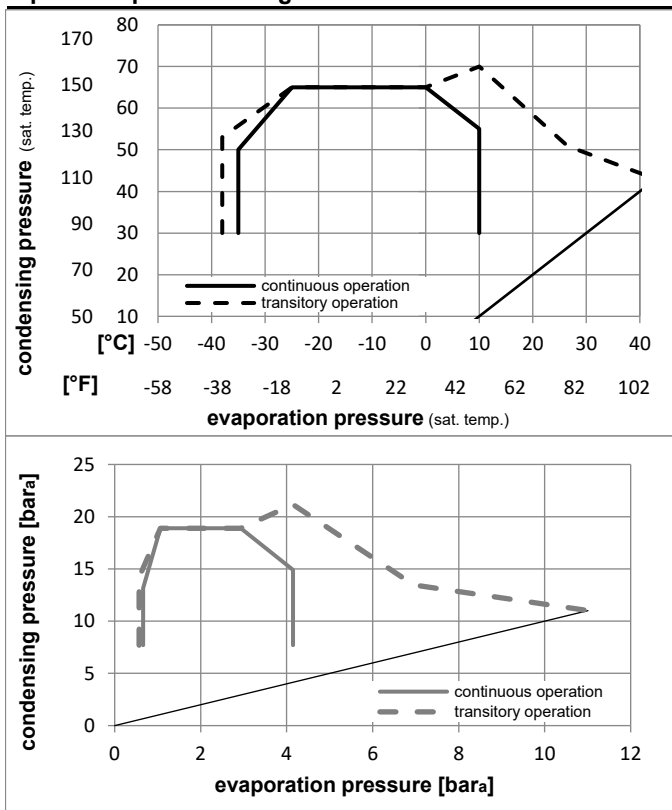 170 80
150 70
130 60
110 50
90 40
70 30
50 20
10
condensing pressure (sat. temp.)
continuous operation
transitory operation
[°C] -50 -40 -30 -20 -10 0 10 20 30 40
[°F] -58 -38 -18 2 22 42 62 82 102
evaporation pressure (sat. temp.)
25
20
15
10
5
0
condensing pressure [bara]
continuous operation
transitory operation
0 2 4 6 8 10 12
evaporation pressure [bara]